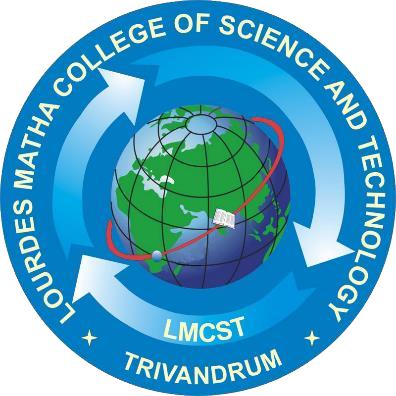 LOURDES MATHA COLLEGE OF SCIENCE AND TECHNOLOGY
LMCST
TRIVANDRUM